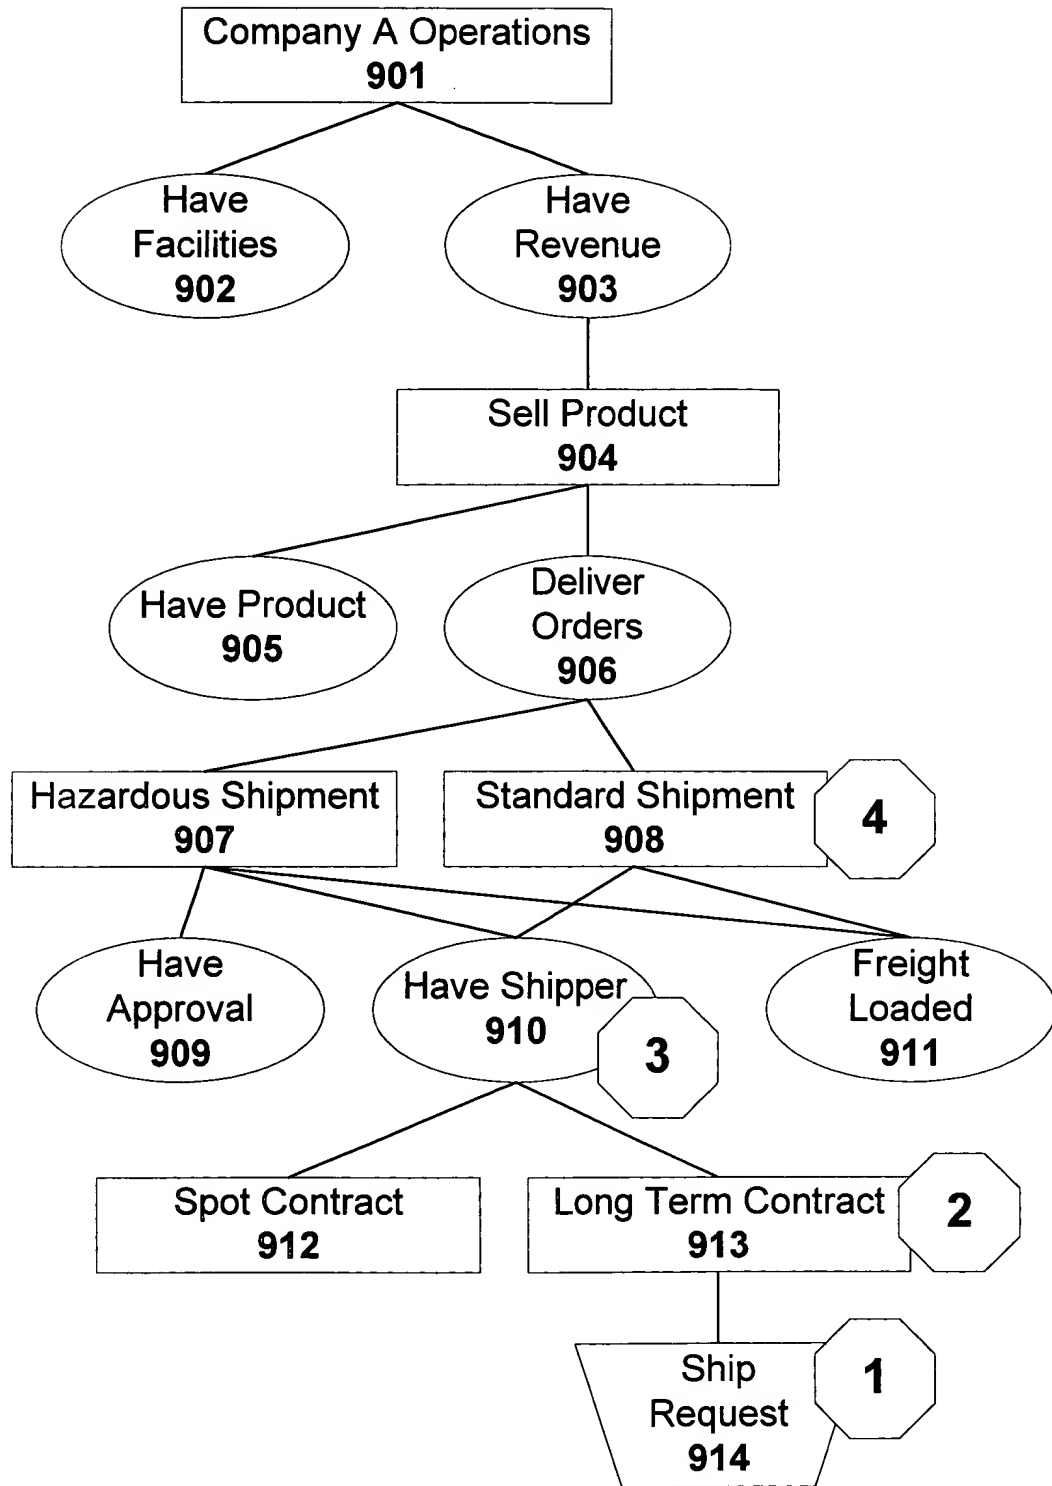 Company A Operations
901
Have
Facilities
902
Have
Revenue
903
Sell Product
904
Have Product
905
Deliver
Orders
906
Hazardous Shipment
907
Standard Shipment
908
4
Have
Approval
909
Have Shipper
910
3
Freight
Loaded
911
Spot Contract
912
Long Term Contract
913
2
Ship
Request
914
1